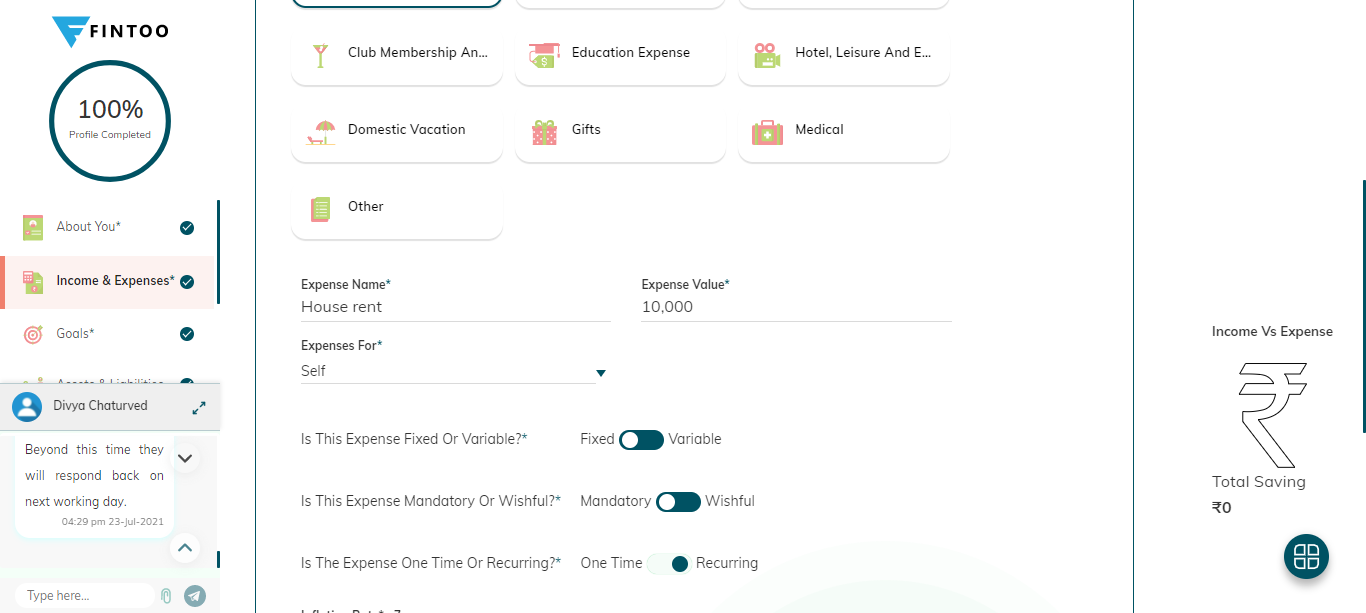 FINTOO
100%
Profile Completed
About You*
Income & Expenses*
Goals*
Assets & Liabilities
Divya Chaturved
Beyond this time they
will respond back on
next working day.
04:29 pm 23-Jul-2021
Type here...
Club Membership An...
Education Expense
Hotel, Leisure And E...
Domestic Vacation
Gifts
Medical
Other
Expense Name*
House rent
Expense Value*
10,000
Expenses For*
Self
Is This Expense Fixed Or Variable?*
Fixed
Variable
Is This Expense Mandatory Or Wishful?*
Mandatory
Wishful
Is The Expense One Time Or Recurring?*
One Time
Recurring
Income Vs Expense
Total Saving
₹0